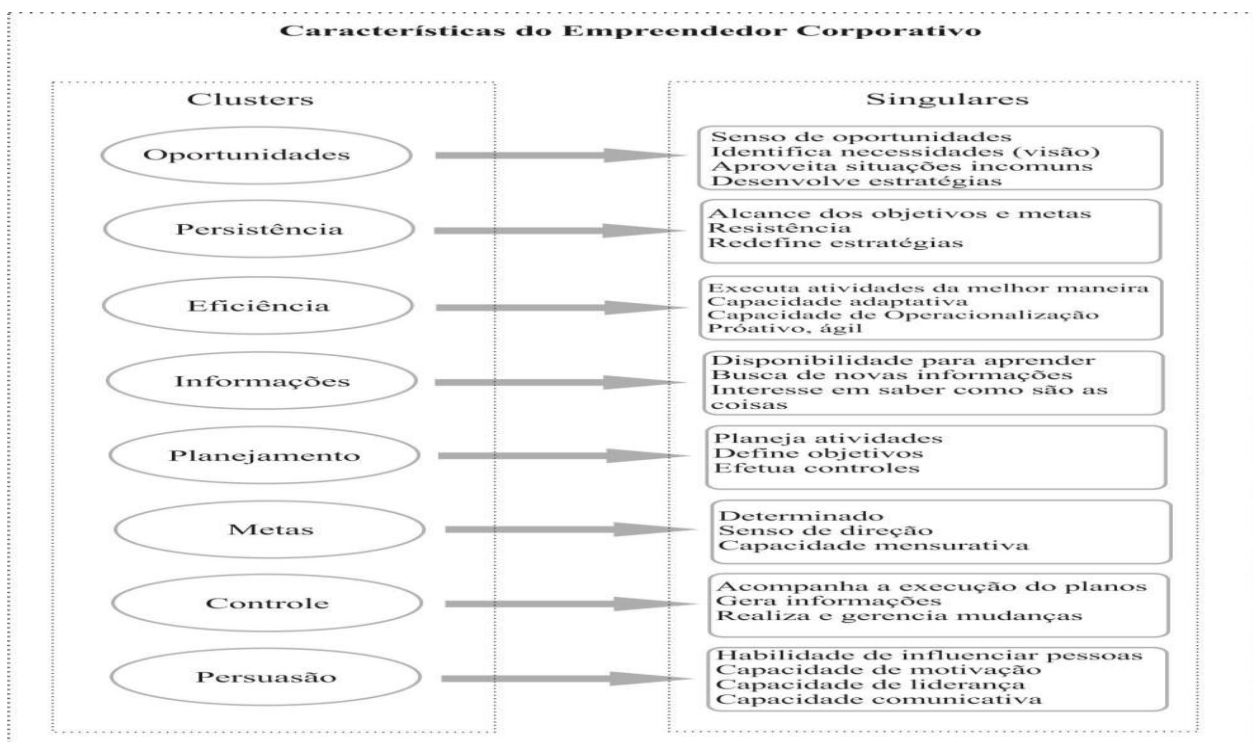 Características do Empreendedor Corporativo
Clusters
Singulares
Oportunidades
Senso de oportunidades
Identifica necessidades (visão)
Aproveita situações incomuns
Desenvolve estratégias
Persistência
Alcance dos objetivos e metas
Resistência
Redefine estratégias
Eficiência
Executa atividades da melhor maneira
Capacidade adaptativa
Capacidade de Operacionalização
Próativo, ágil
Informações
Disponibilidade para aprender
Busca de novas informações
Interesse em saber como são as
coisas
Planejamento
Planeja atividades
Define objetivos
Efetua controles
Metas
Determinado
Senso de direção
Capacidade mensurativa
Controle
Acompanha a execução do planos
Gera informações
Realiza e gerencia mudanças
Persuasão
Habilidade de influenciar pessoas
Capacidade de motivação
Capacidade de liderança
Capacidade comunicativa